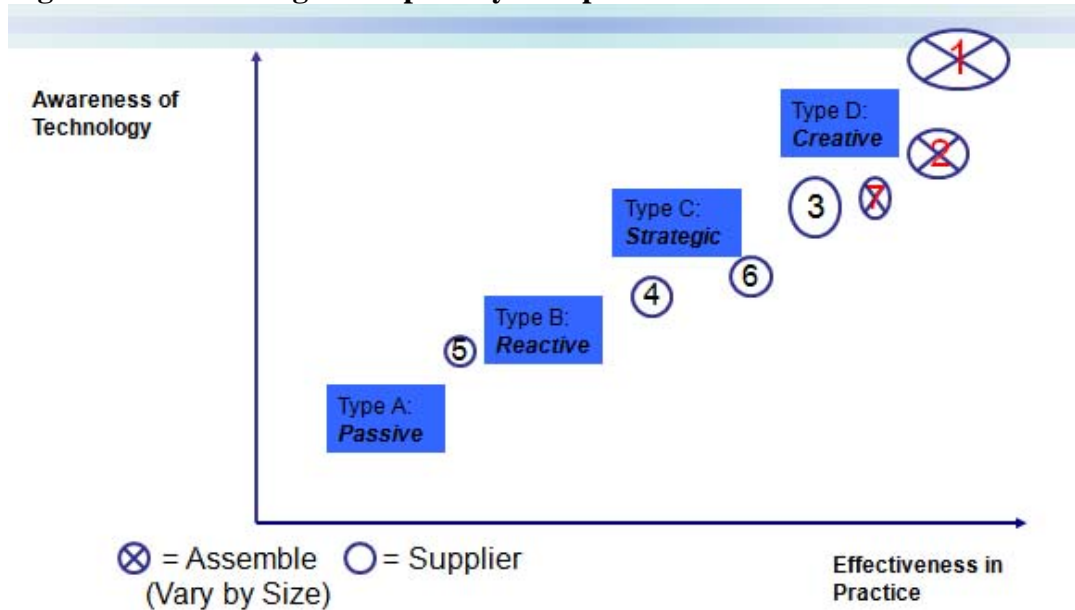 Awareness of
Technology
1
Type D:
Creative
2
Type C:
Strategic
3
7
6
4
Type B:
Reactive
5
Type A:
Passive
= Assemble
= Supplier
(Vary by Size)
Effectiveness in
Practice